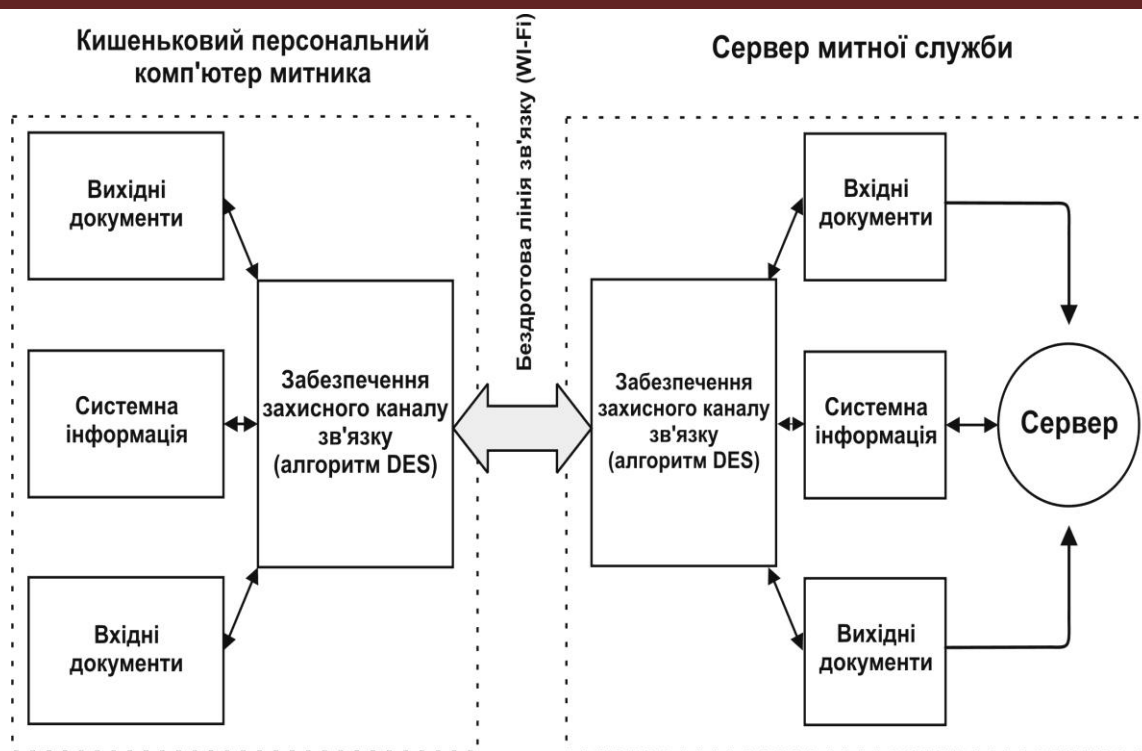 Кишеньковий персональний
комп'ютер митника
Вихідні
документи
Системна
інформація
Вхідні
документи
Забезпечення
захисного каналу
зв'язку
(алгоритм DES)
Бездротова лінія зв'язку (WI-Fi)
Сервер митної служби
Забезпечення
захисного каналу
зв'язку
(алгоритм DES)
Вхідні
документи
Системна
інформація
Вихідні
документи
Сервер